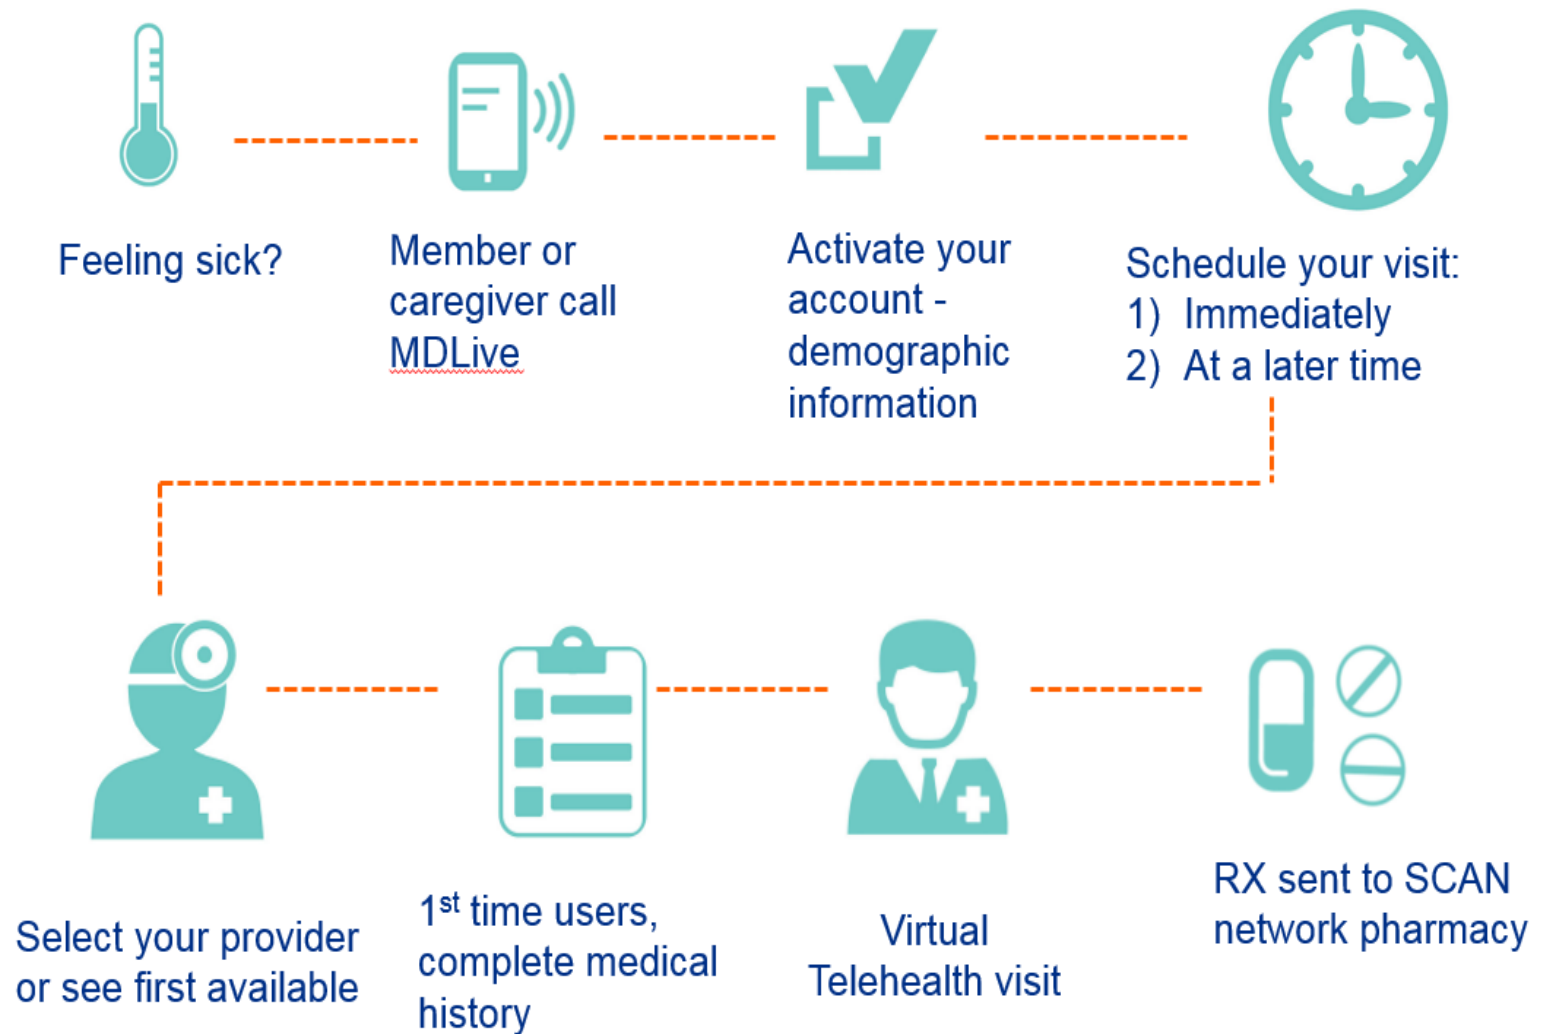 Feeling sick?
Member or
caregiver call
MDLive
Activate your
account -
demographic
information
Schedule your visit:
1) Immediately
2) At a later time
Select your provider
or see first available
1st time users,
complete medical
history
Virtual
Telehealth visit
RX sent to SCAN
network pharmacy